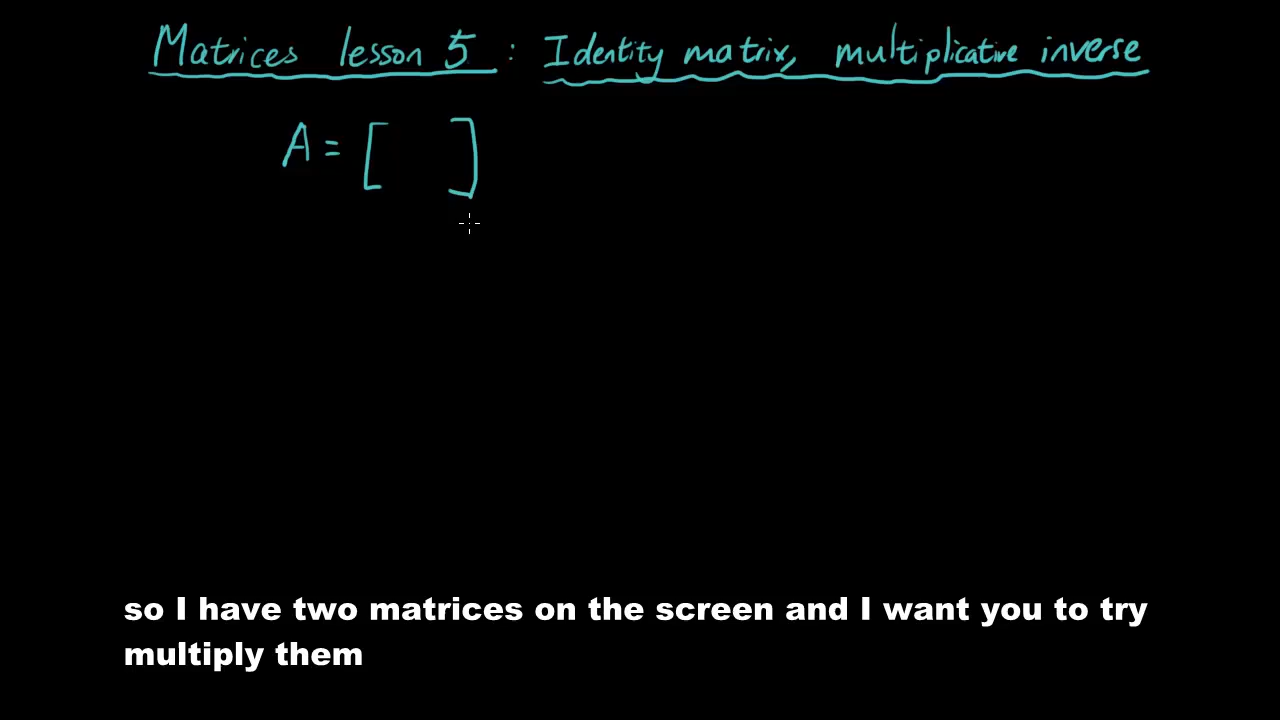 Matrices lesson 5 : Identity matrix, multiplicative inverse
A = [ ]
so I have two matrices on the screen and I want you to try
multiply them